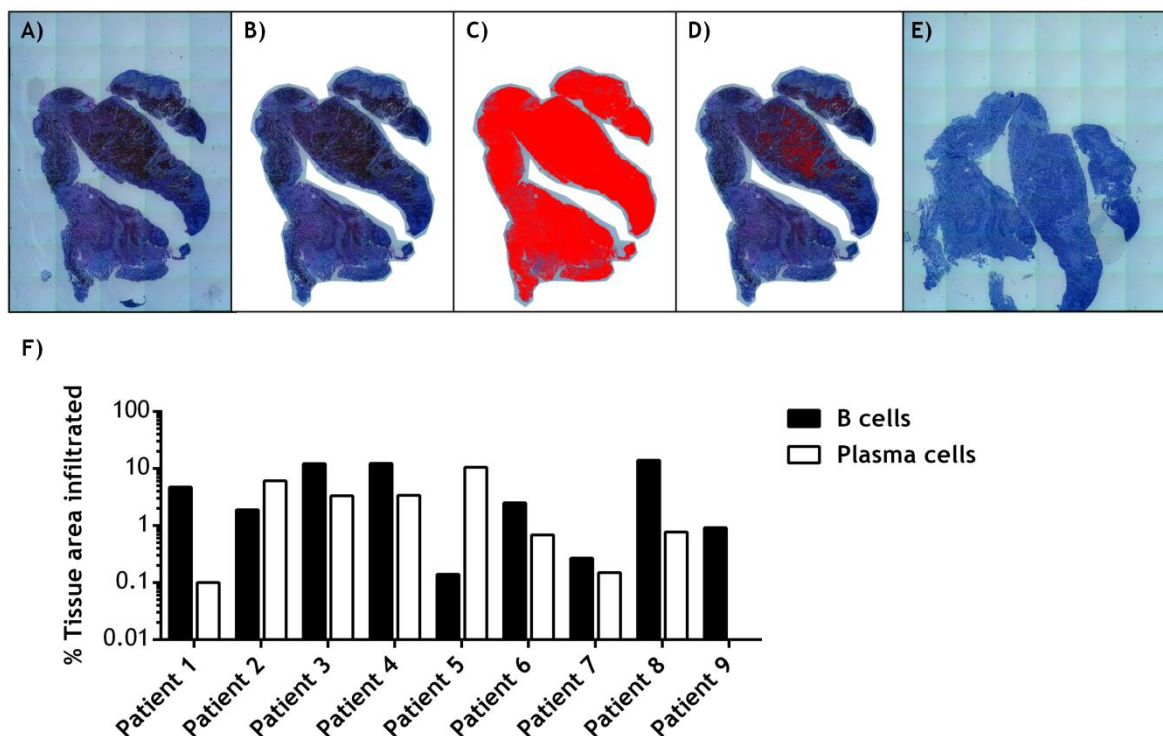 A)
B)
C)
D)
E)
F)
% Tissue area infiltrated
100
10
1
0.1
0.01
Patient 1
Patient 2
Patient 3
Patient 4
Patient 5
Patient 6
Patient 7
Patient 8
Patient 9
B cells
Plasma cells